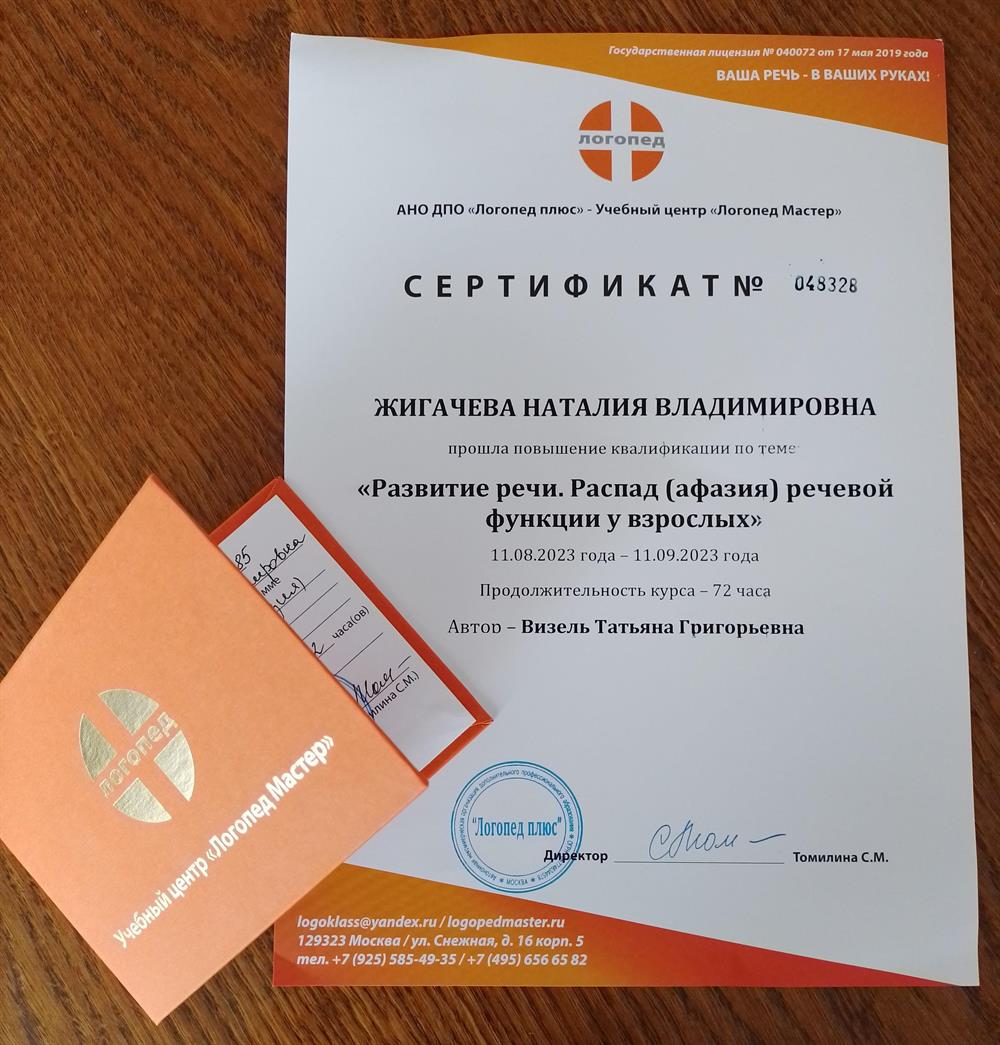 Государственная лицензия № 040072 от 17 мая 2019 года
ВАША РЕЧЬ - В ВАШИХ РУКАХ!
логопед
АНО ДПО «Логопед плюс» - Учебный центр «Логопед Мастер»
СЕРТИФИКАТ № 048328
ЖИГАЧЕВА НАТАЛИЯ ВЛАДИМИРОВНА
прошла повышение квалификации по теме
«Развитие речи. Распад (афазия) речевой
функции у взрослых»
11.08.2023 года – 11.09.2023 года
Продолжительность курса – 72 часа
Автор – Визель Татьяна Григорьевна
"Логопед плюс"
МОСКВА
Директор
Томилина С.М.
logoklass@yandex.ru / logopedmaster.ru
129323 Москва / ул. Снежная, д. 16 корп. 5
тел. +7 (925) 585-49-35 / +7 (495) 656 65 82
85
часа(ов)
логопед
Учебный центр «Логопед Мастер»